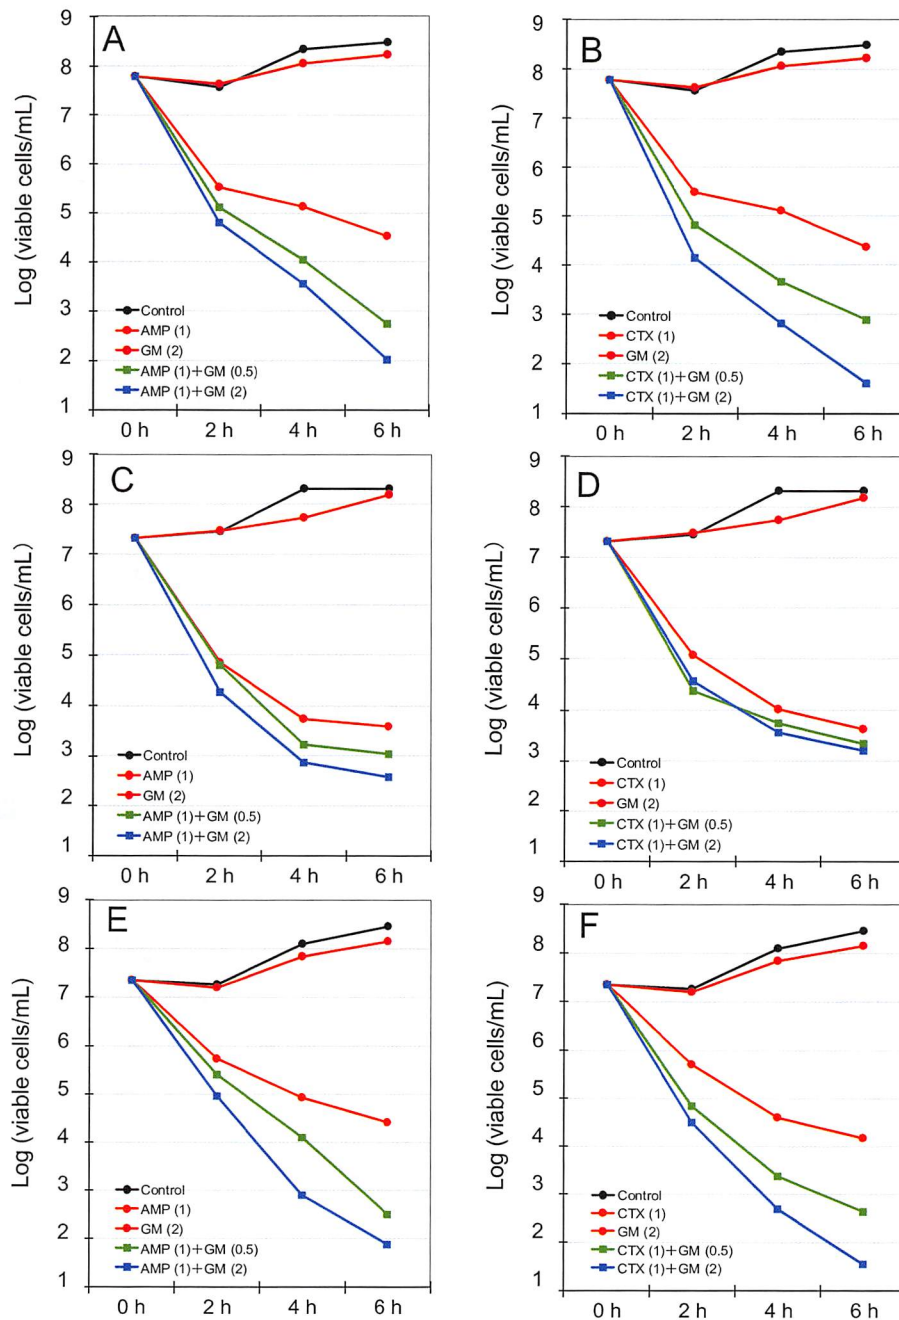 A
Log (viable cells/mL)
9
8
7
6
5
4
3
2
1
Control
AMP (1)
GM (2)
AMP (1)+GM (0.5)
AMP (1)+GM (2)
0 h 2 h 4 h 6 h
B
Log (viable cells/mL)
9
8
7
6
5
4
3
2
1
Control
CTX (1)
GM (2)
CTX (1)+GM (0.5)
CTX (1)+GM (2)
0 h 2 h 4 h 6 h
C
Log (viable cells/mL)
9
8
7
6
5
4
3
2
1
Control
AMP (1)
GM (2)
AMP (1)+GM (0.5)
AMP (1)+GM (2)
0 h 2 h 4 h 6 h
D
Log (viable cells/mL)
9
8
7
6
5
4
3
2
1
Control
CTX (1)
GM (2)
CTX (1)+GM (0.5)
CTX (1)+GM (2)
0 h 2 h 4 h 6 h
E
Log (viable cells/mL)
9
8
7
6
5
4
3
2
1
Control
AMP (1)
GM (2)
AMP (1)+GM (0.5)
AMP (1)+GM (2)
0 h 2 h 4 h 6 h
F
Log (viable cells/mL)
9
8
7
6
5
4
3
2
1
Control
CTX (1)
GM (2)
CTX (1)+GM (0.5)
CTX (1)+GM (2)
0 h 2 h 4 h 6 h